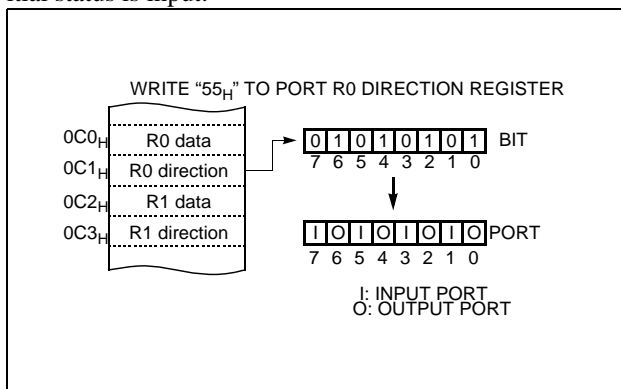 itial status is input.
WRITE “55H” TO PORT R0 DIRECTION REGISTER
0C0H R0 data
0C1H R0 direction
0C2H R1 data
0C3H R1 direction
0 1 0 1 0 1 0 1 BIT
7 6 5 4 3 2 1 0
I O I O I O I O PORT
7 6 5 4 3 2 1 0
I: INPUT PORT
O: OUTPUT PORT